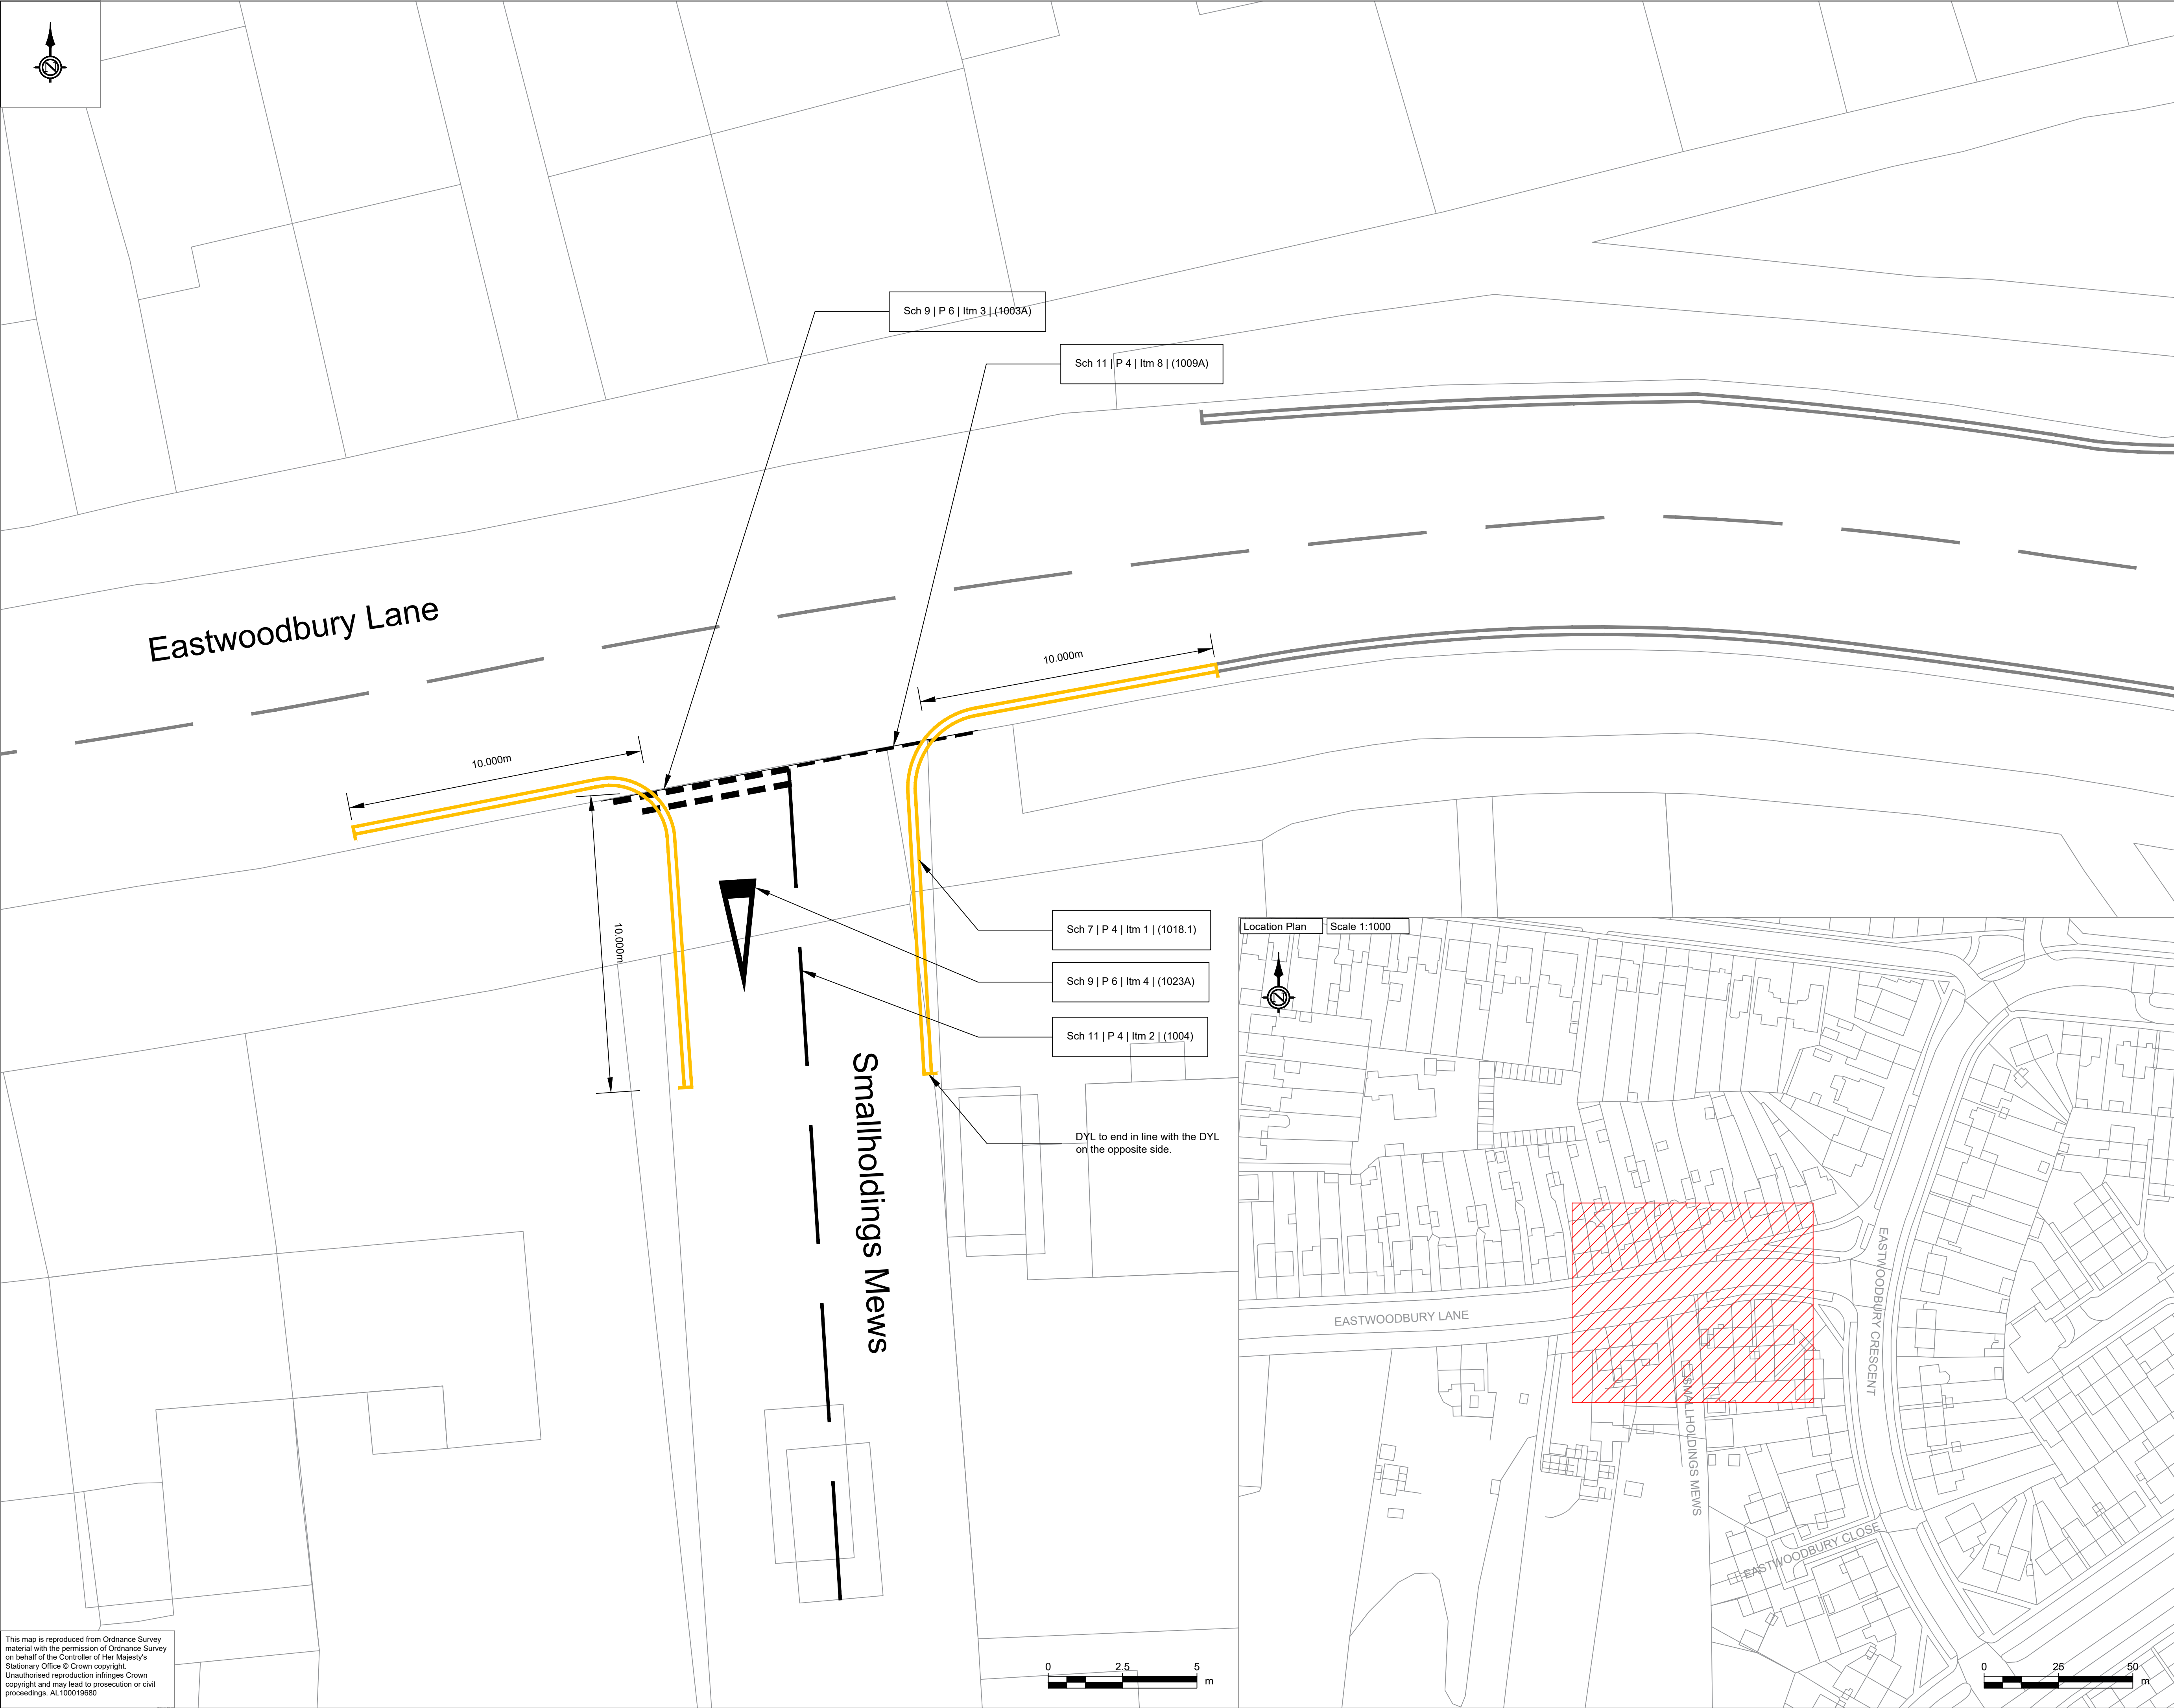 Sch 9 | P 6 | Itm 3 | (1003A)
Sch 11 | P 4 | Itm 8 | (1009A)
Eastwoodbury Lane
10.000m
10.000m
10.000m
Sch 7 | P 4 | Itm 1 | (1018.1)
Sch 9 | P 6 | Itm 4 | (1023A)
Sch 11 | P 4 | Itm 2 | (1004)
DYL to end in line with the DYL
on the opposite side.
Smallholdings Mews
This map is reproduced from Ordnance Survey
material with the permission of Ordnance Survey
on behalf of the Controller of Her Majesty's
Stationary Office © Crown copyright.
Unauthorised reproduction infringes Crown
copyright and may lead to prosecution or civil
proceedings. AL100019680
0 2.5 5
m
Location Plan
Scale 1:1000
N
N
EASTWOODBURY LANE
EASTWOODBURY CRESCENT
SMALLHOLDINGS MEWS
EASTWOODBURY CLOSE
0 25 50
m